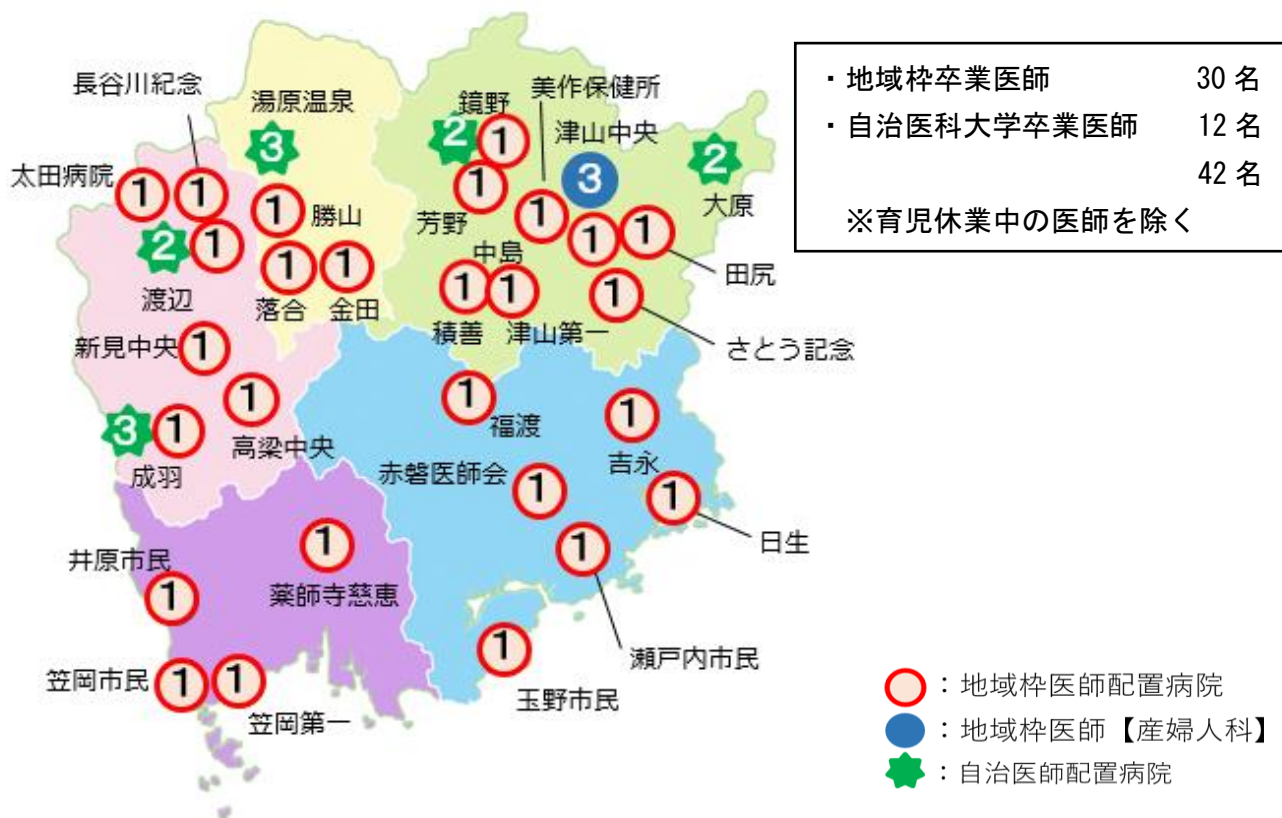 ・地域枠卒業医師 30 名
・自治医科大学卒業医師 12 名
42 名
※育児休業中の医師を除く
長谷川紀念
湯原温泉
鏡野
美作保健所
津山中央
太田病院
1
1
3
2
1
1
3
2
大原
1
勝山
芳野
1
1
1
田尻
2
1
渡辺
1
1
落合
金田
中島
1
1
積善
津山第一
1
さとう記念
新見中央
1
1
高梁中央
3
1
成羽
1
福渡
1
吉永
赤磐医師会
1
1
日生
1
瀬戸内市民
1
玉野市民
井原市民
1
1
薬師寺慈恵
笠岡市民
1
1
笠岡第一
：地域枠医師配置病院
：地域枠医師【産婦人科】
：自治医師配置病院